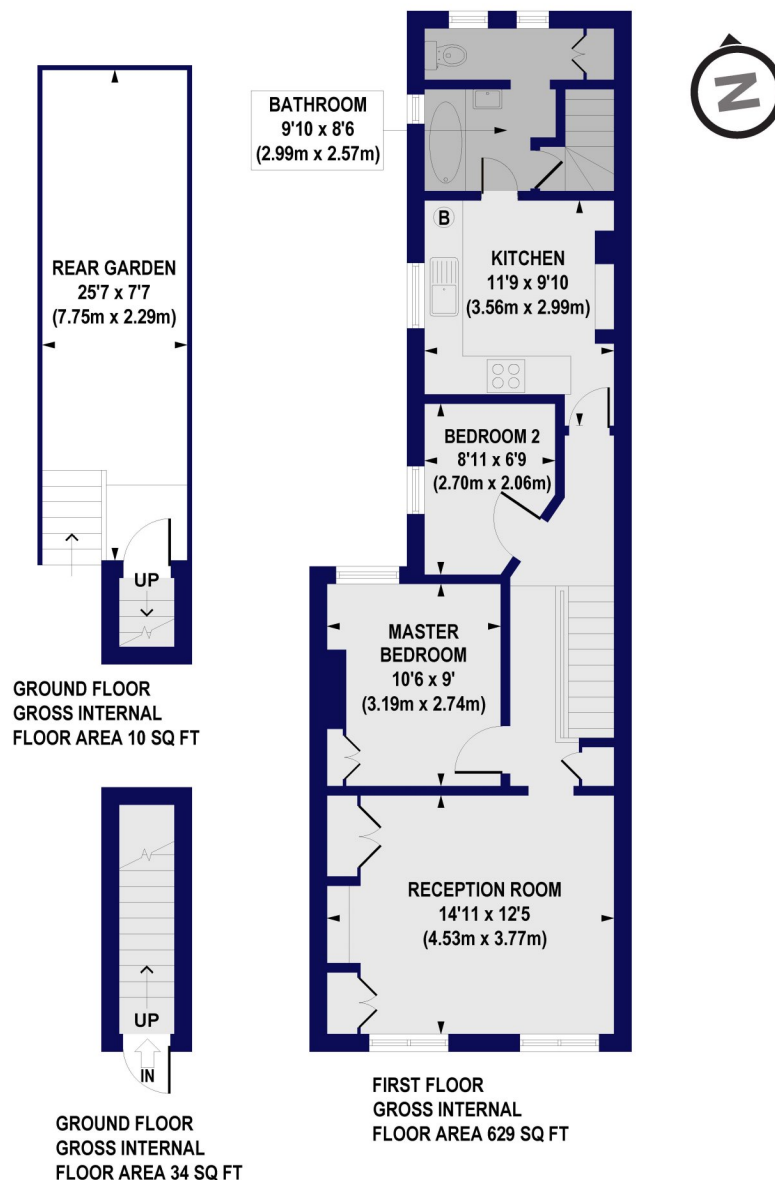 BATHROOM
9'10 x 8'6
(2.99m x 2.57m)
N
B
KITCHEN
11'9 x 9'10
(3.56m x 2.99m)
REAR GARDEN
25'7 x 7'7
(7.75m x 2.29m)
BEDROOM 2
8'11 x 6'9
(2.70m x 2.06m)
UP
MASTER
BEDROOM
10'6 x 9'
(3.19m x 2.74m)
GROUND FLOOR
GROSS INTERNAL
FLOOR AREA 10 SQ FT
RECEPTION ROOM
14'11 x 12'5
(4.53m x 3.77m)
UP
IN
FIRST FLOOR
GROSS INTERNAL
FLOOR AREA 629 SQ FT
GROUND FLOOR
GROSS INTERNAL
FLOOR AREA 34 SQ FT